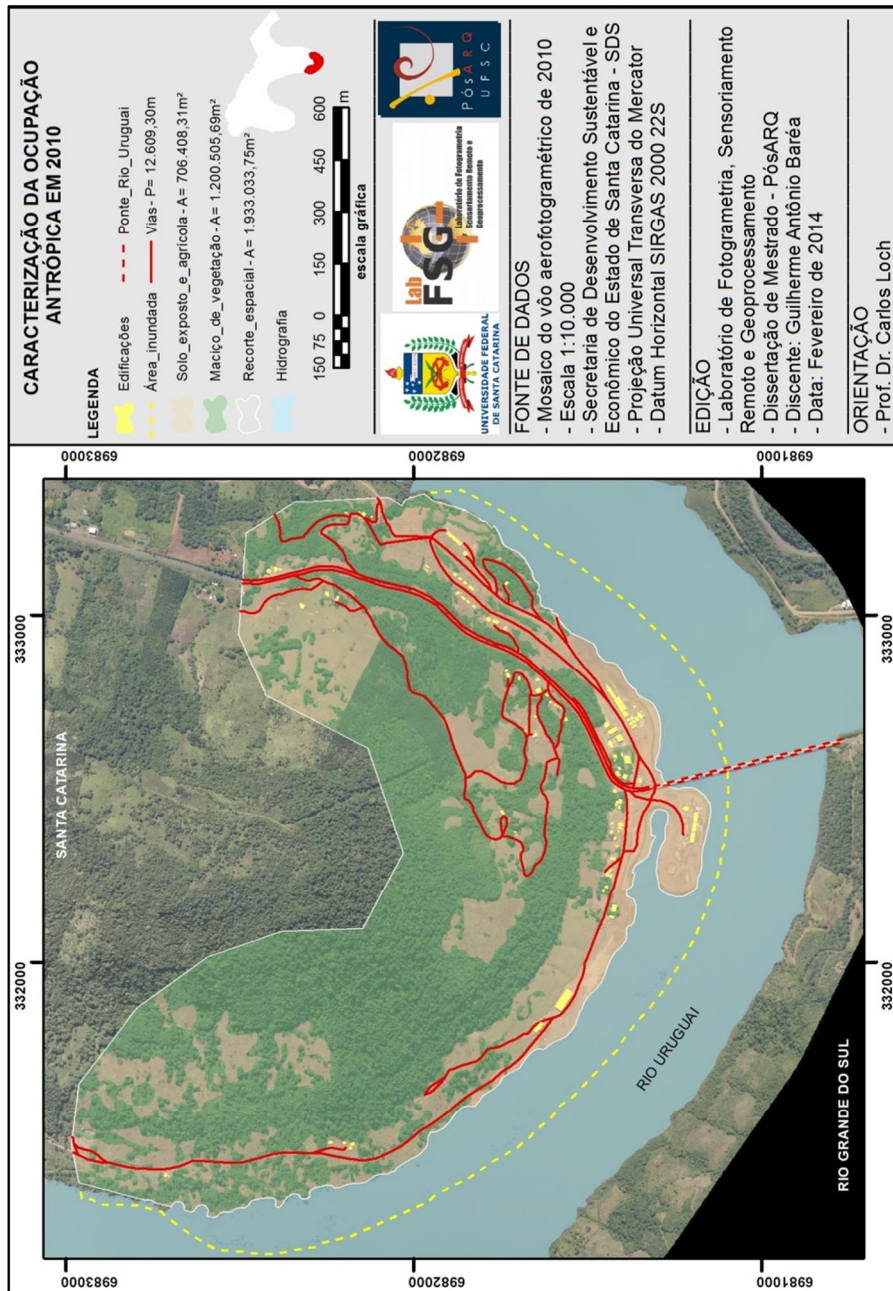 CARACTERIZAÇÃO DA OCUPAÇÃO
ANTRÓPICA EM 2010
LEGENDA
Edificações
Ponte_Rio_Uruguai
Área_inundada
Vias - P= 12.609,30m
Solo_exposto_e_agrícola - A= 706.408,31m²
Maciço_de_vegetação - A= 1.200.505,69m²
Recorte_espacial - A= 1.933.033,75m²
Hidrografia
150 75 0 150 300 450 600
m
escala gráfica
UNIVERSIDADE FEDERAL
DE SANTA CATARINA
Lab
FSG
Laboratório de Fotogrametria
Sensoriamento Remoto e
Geoprocessamento
PÓSARQ
UFSC
FONTE DE DADOS
- Mosaico do vôo aerofotogramétrico de 2010
- Escala 1:10.000
- Secretaria de Desenvolvimento Sustentável e
Econômico do Estado de Santa Catarina - SDS
- Projeção Universal Transversa do Mercator
- Datum Horizontal SIRGAS 2000 22S
EDIÇÃO
- Laboratório de Fotogrametria, Sensoriamento
Remoto e Geoprocessamento
- Dissertação de Mestrado - PósARQ
- Discente: Guilherme Antônio Baréa
- Data: Fevereiro de 2014
ORIENTAÇÃO
- Prof. Dr. Carlos Loch
332000
333000
6983000
6983000
SANTA CATARINA
6982000
6982000
RIO URUGUAI
6981000
6981000
RIO GRANDE DO SUL
332000
333000